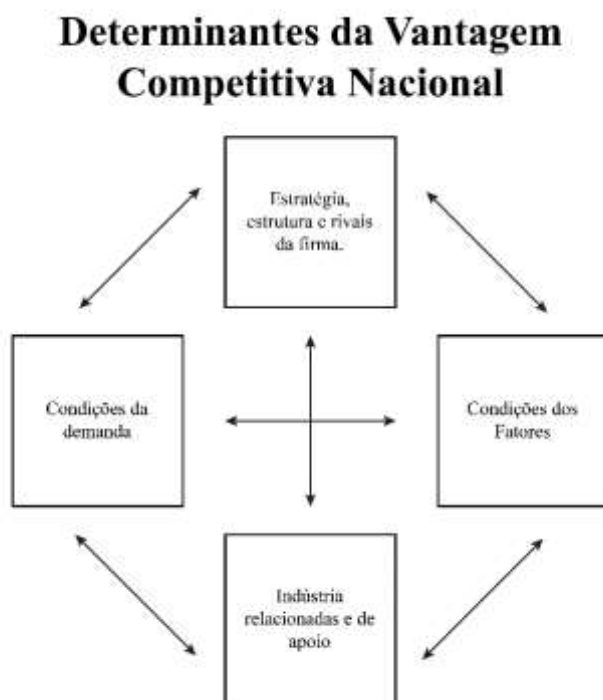 Determinantes da Vantagem
Competitiva Nacional
Estratégia,
estrutura e rivais
da firma.
Condições da
demanda
Condições dos
Fatores
Indústria
relacionadas e de
apoio